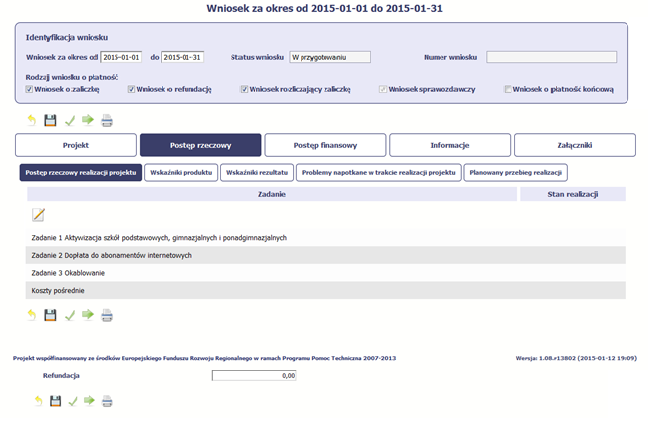 Wniosek za okres od 2015-01-01 do 2015-01-31
Identyfikacja wniosku
Wniosek za okres od 2015-01-01 do 2015-01-31 Status wniosku W przygotowaniu Numer wniosku
Rodzaj wniosku o płatność
Wniosek o zaliczkę Wniosek o refundację Wniosek rozliczający zaliczkę Wniosek sprawozdawczy Wniosek o płatność końcową
Projekt Postęp rzeczowy Postęp finansowy Informacje Załączniki
Postęp rzeczowy realizacji projektu Wskaźniki produktu Wskaźniki rezultatu Problemy napotkane w trakcie realizacji projektu Planowany przebieg realizacji
Zadanie Stan realizacji
Zadanie 1 Aktywizacja szkół podstawowych, gimnazjalnych i ponadgimnazjalnych
Zadanie 2 Dopłata do abonamentów internetowych
Zadanie 3 Okablowanie
Koszty pośrednie
Projekt współfinansowany ze środków Europejskiego Funduszu Rozwoju Regionalnego w ramach Programu Pomoc Techniczna 2007-2013 Wersja: 1.08.r13802 (2015-01-12 19:09)
Refundacja 0,00